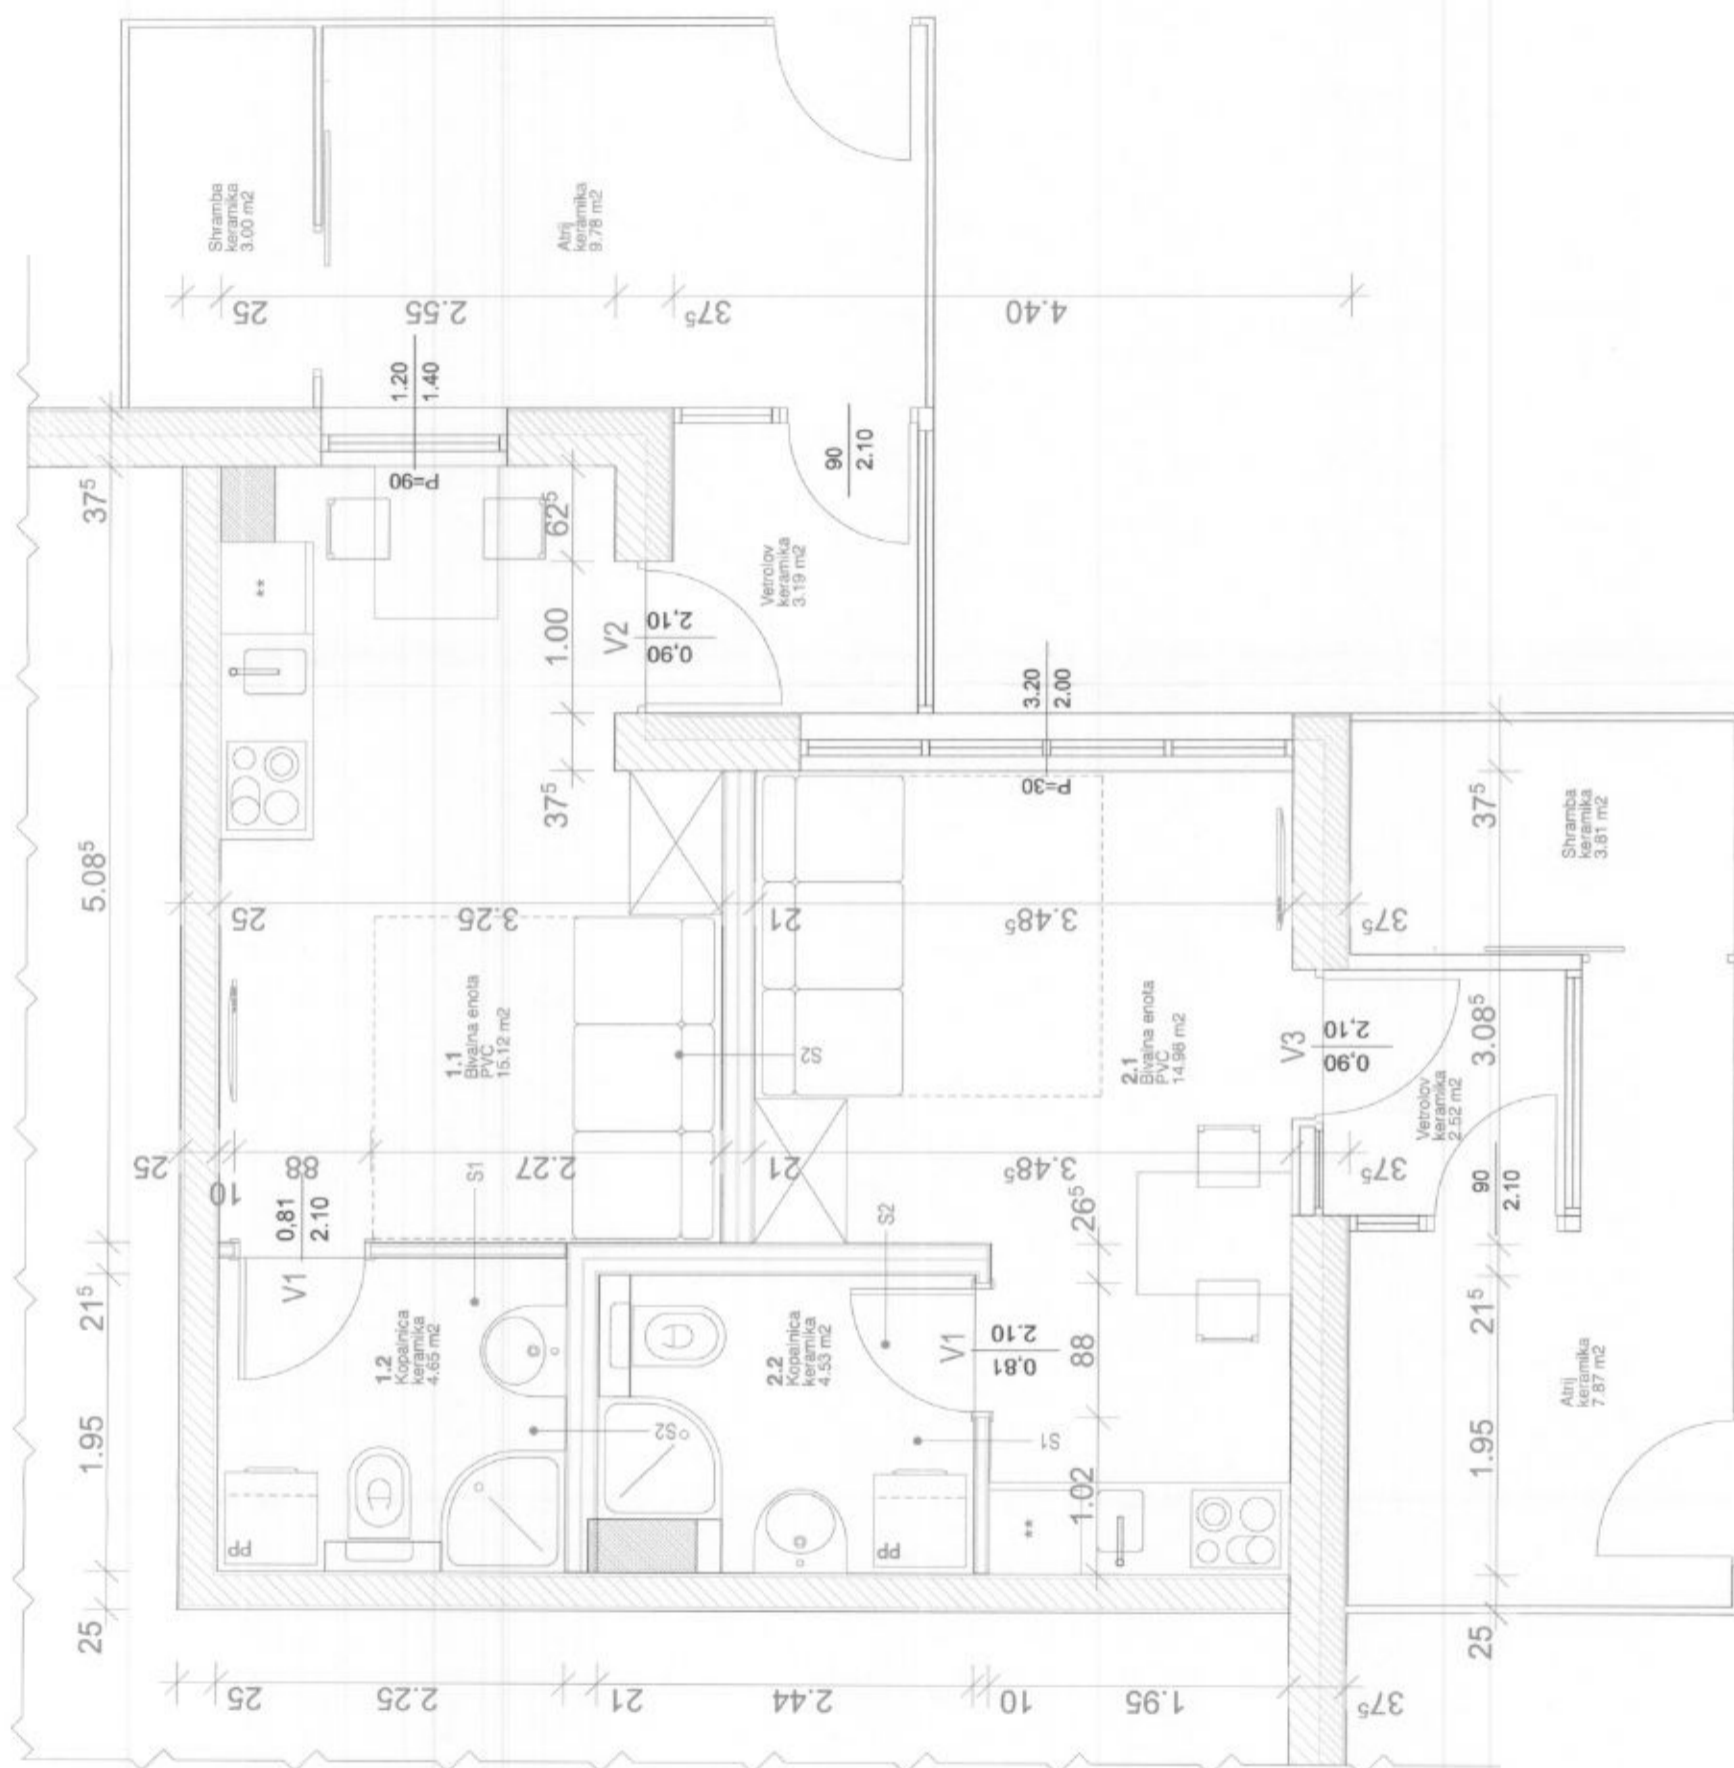 Shramba
keramika
3.00 m2
Atrij
keramika
9.78 m2
25
2.55
37⁵
4.40
1.20
1.40
P=90
90
2.10
37⁵
62⁵
**
Vetrolov
keramika
3.19 m2
1.00
V2
2,10
0,90
3.20
2.00
P=30
37⁵
37⁵
Shramba
keramika
3.81 m2
5.08⁵
25
3.25
21
3.48⁵
37⁵
1.1
Bivalna enota
PVC
15.12 m2
S2
2.1
Bivalna enota
PVC
14.98 m2
V3
2,10
0,90
3.08⁵
Vetrolov
keramika
2.52 m2
25
10
88
2.27
21
3.48⁵
37⁵
S1
0,81
2.10
V1
S2
26⁵
90
2.10
21⁵
1.2
Kopalnica
keramika
4.65 m2
2.2
Kopalnica
keramika
4.53 m2
V1
2.10
0,81
88
21⁵
Atrij
keramika
7.87 m2
1.95
S2
S1
1.95
1.02
PP
PP
**
25
25
25
2.25
21
2.44
10
1.95
37⁵